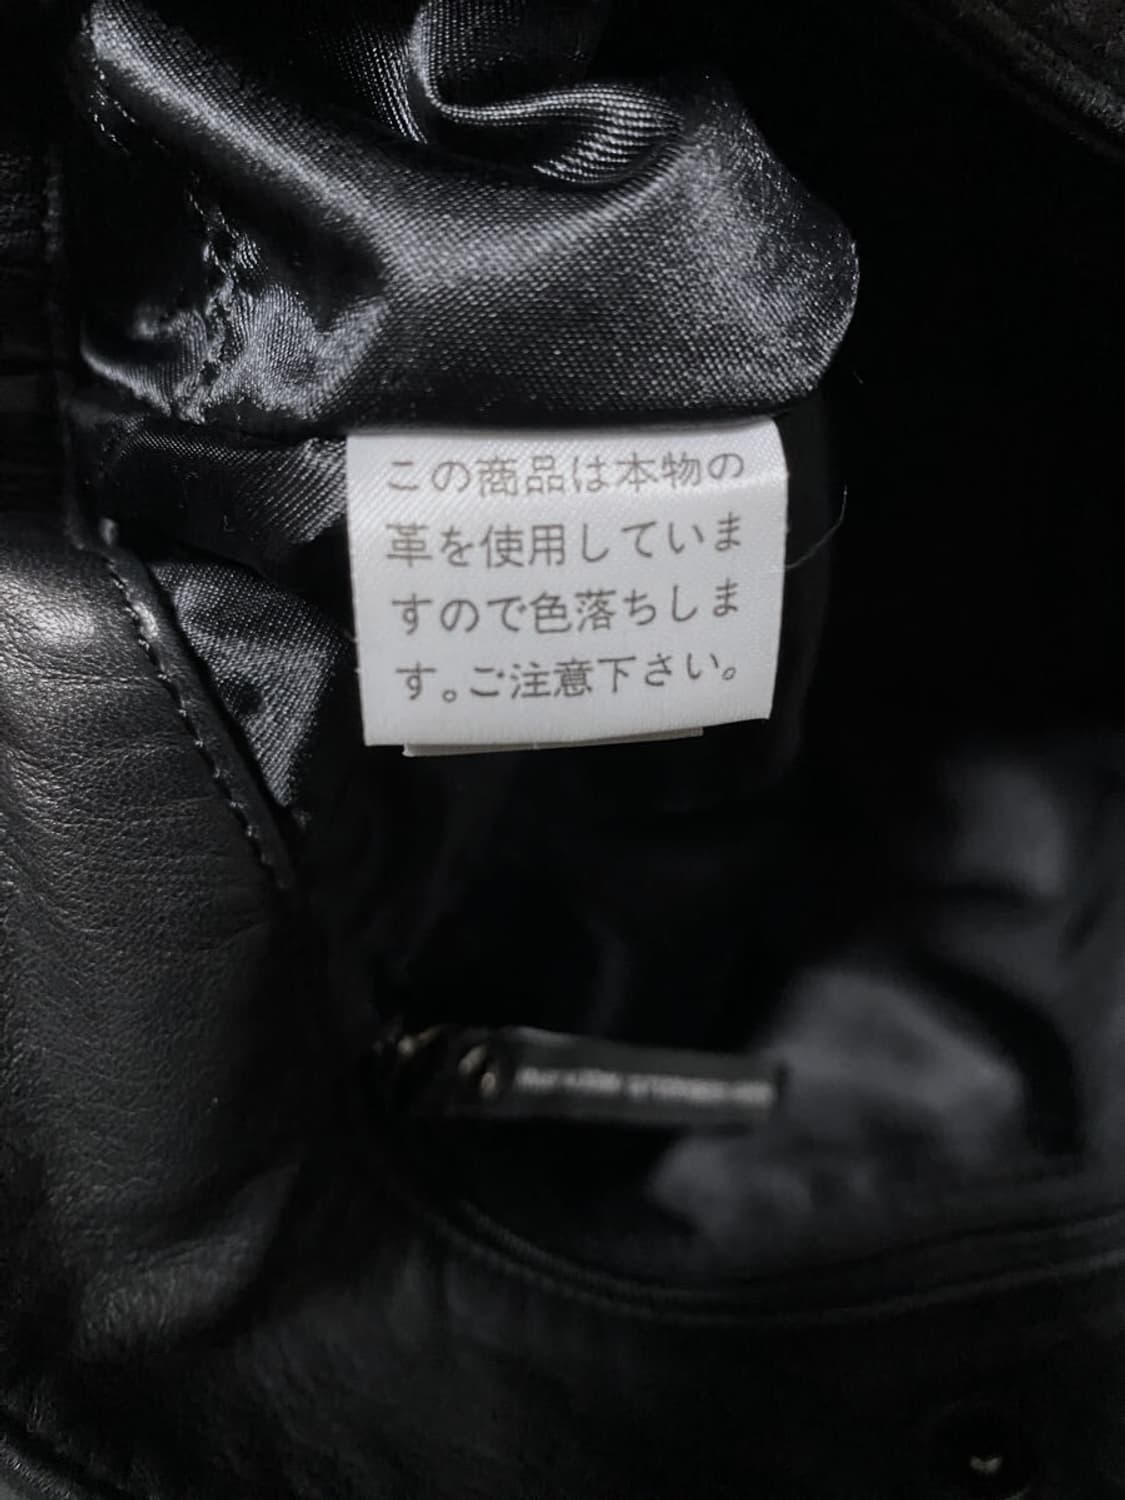 この商品は本物の
革を使用していま
すので色落ちしま
す。ご注意下さい。